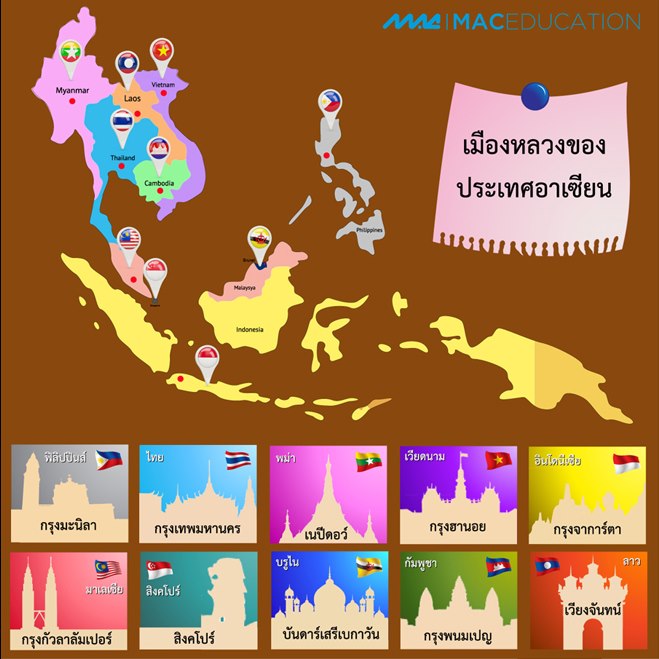 MAC | MACEDUCATION
เมืองหลวงของ
ประเทศอาเซียน
Myanmar
Laos
Vietnam
Thailand
Cambodia
Philippines
Malaysya
Indonesia
ฟิลิปปินส์
กรุงมะนิลา
ไทย
กรุงเทพมหานคร
พม่า
เนปีดอว์
เวียดนาม
กรุงฮานอย
อินโดนีเซีย
กรุงจาการ์ตา
มาเลเซีย
กรุงกัวลาลัมเปอร์
สิงคโปร์
สิงคโปร์
บรูไน
บันดาร์เสรีเบกาวัน
กัมพูชา
กรุงพนมเปญ
ลาว
เวียงจันทน์